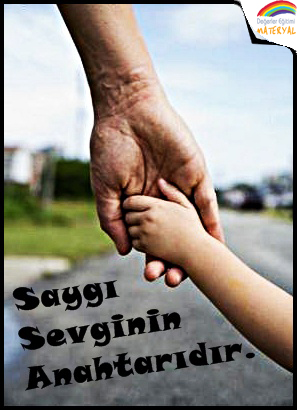 Değerler Eğitimi
MATERYAL
Saygı
Sevginin
Anahtarıdır.